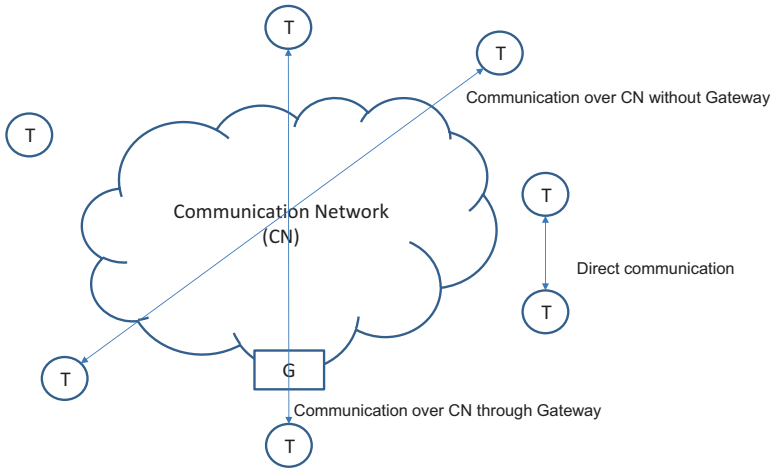 T
T
Communication over CN without Gateway
T
T
Communication Network
(CN)
Direct communication
T
T
G
Communication over CN through Gateway
T